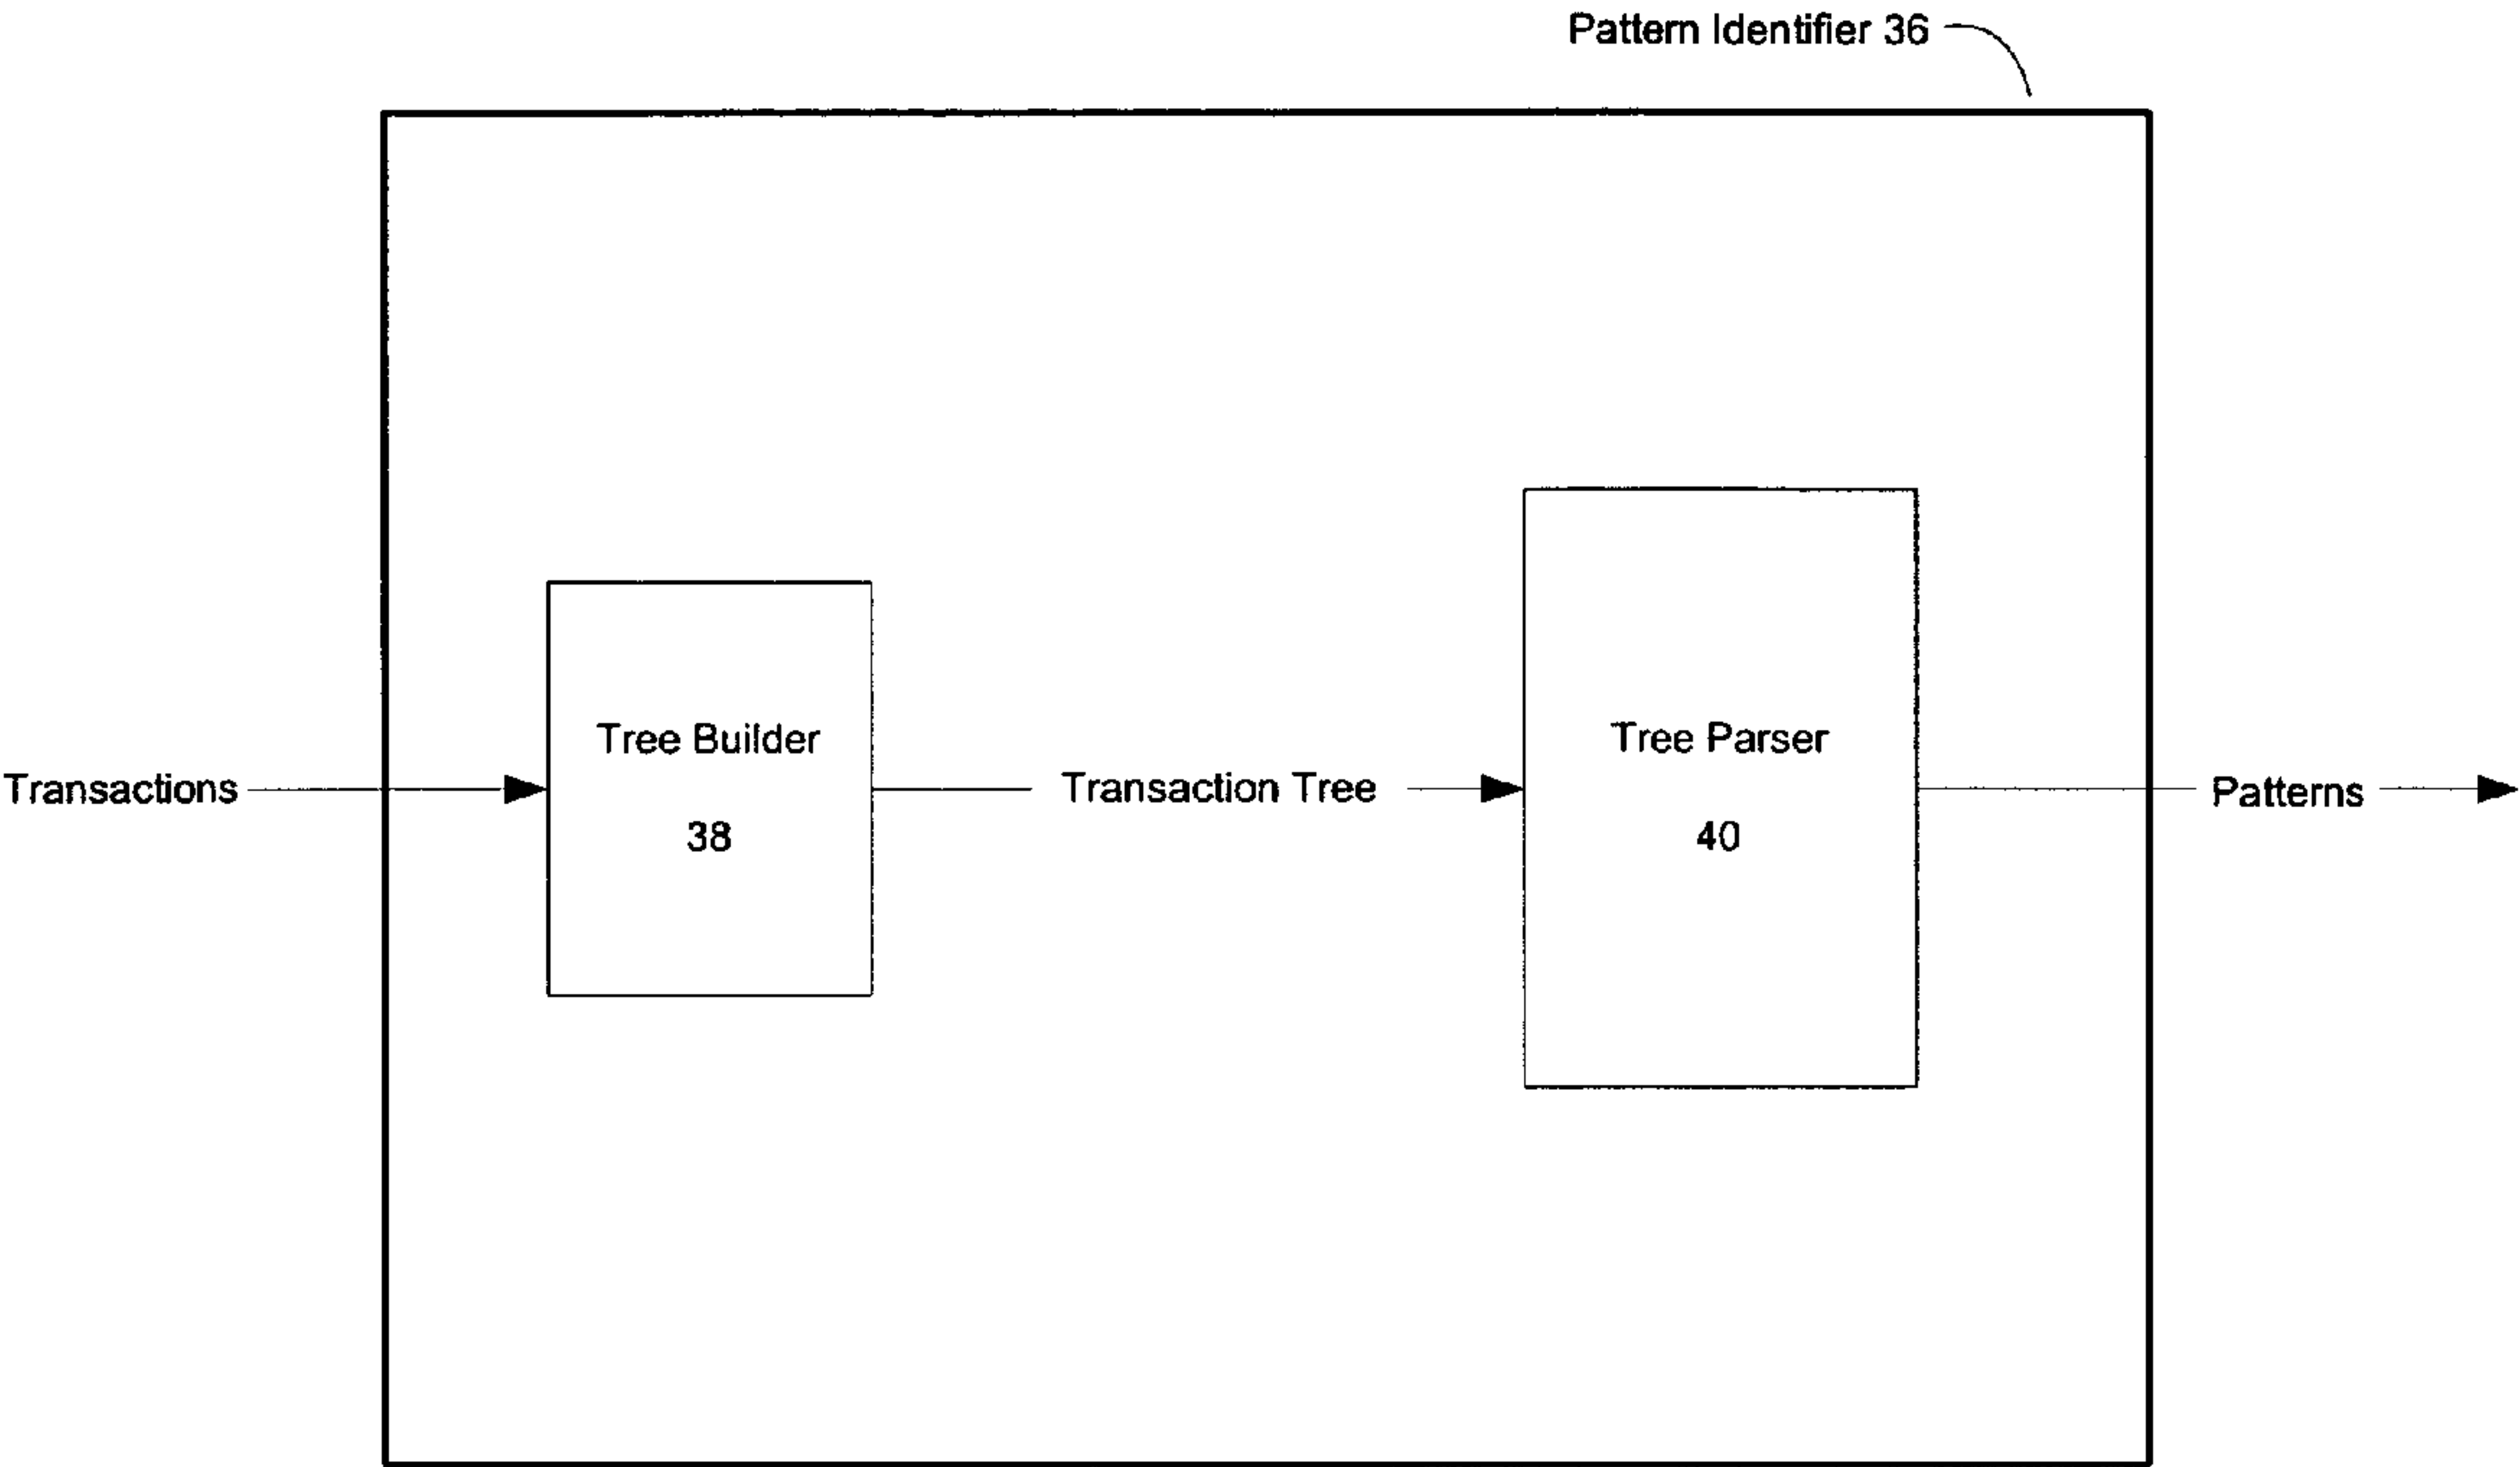 Pattern Identifier 36
Tree Builder
38
Tree Parser
40
Transactions
Transaction Tree
Patterns